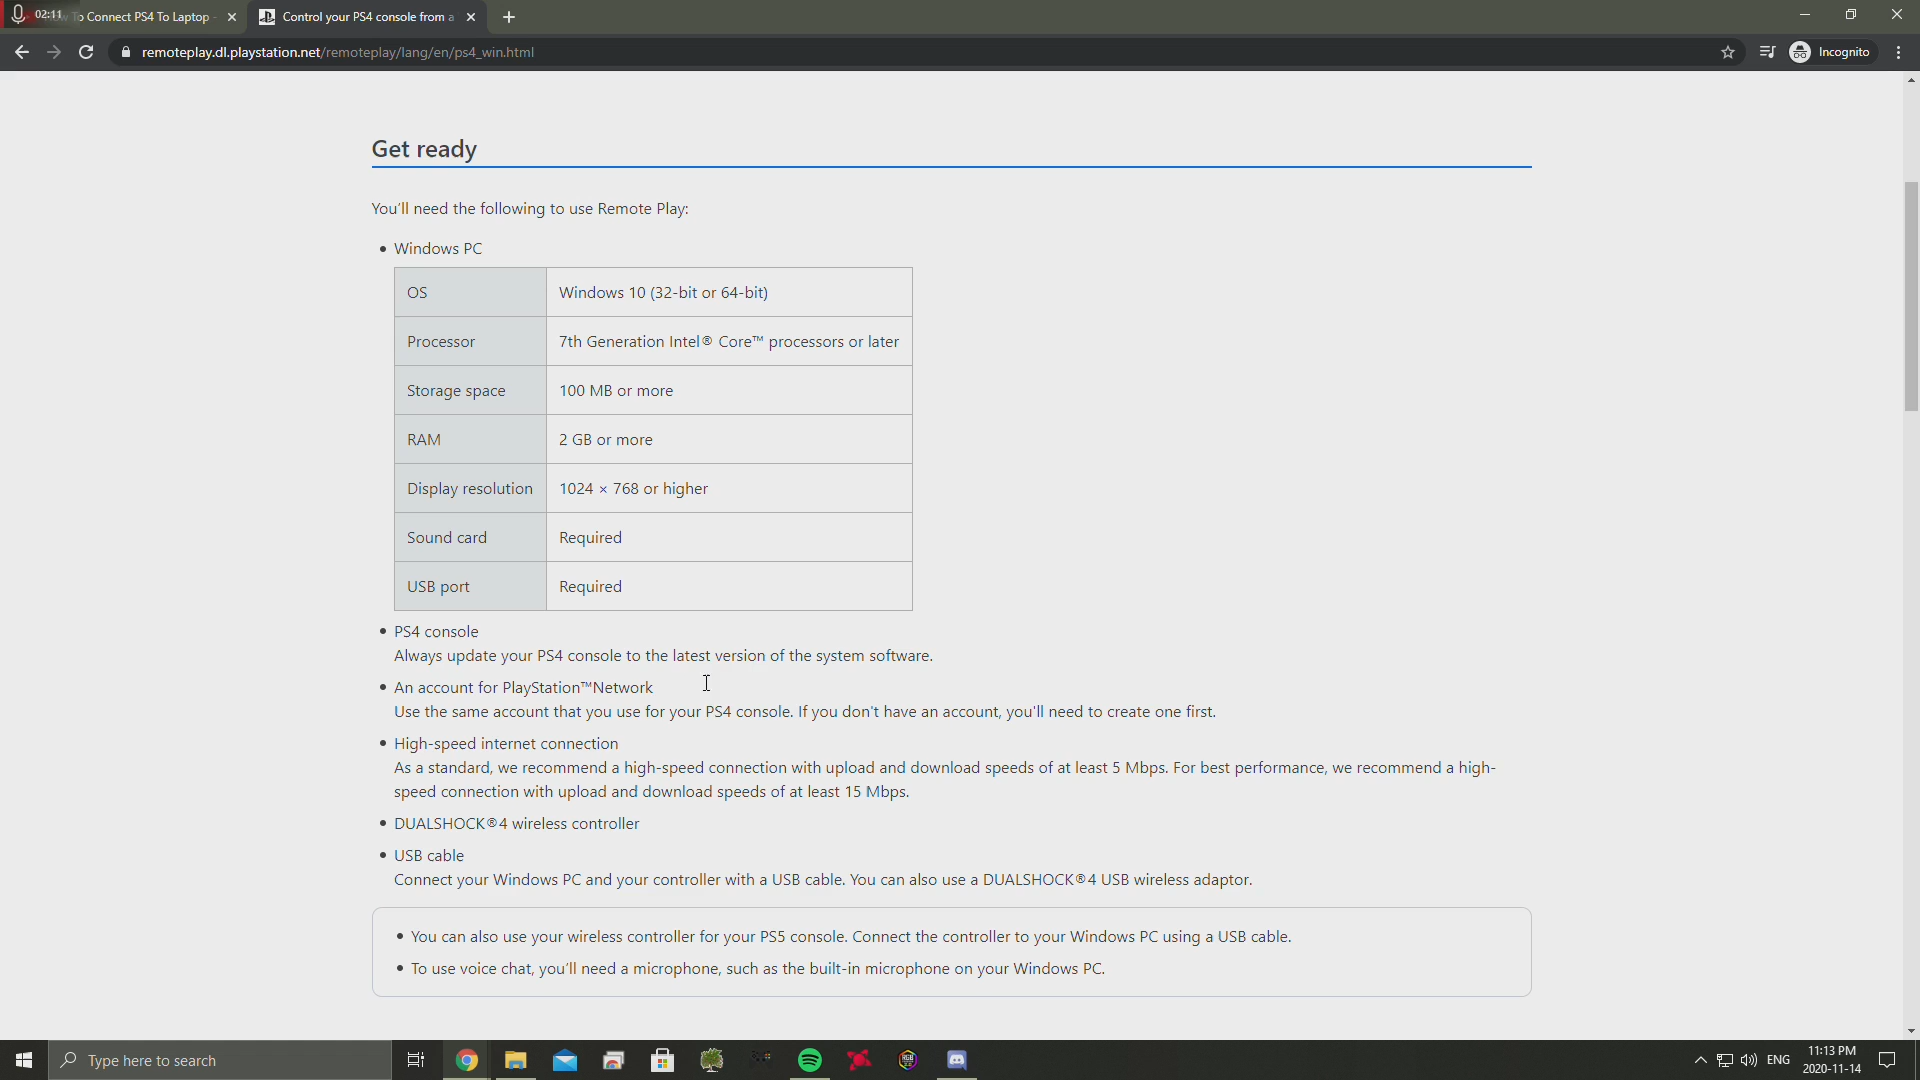 02:11
To Connect PS4 To Laptop -
Control your PS4 console from a
remoteplay.dl.playstation.net/remoteplay/lang/en/ps4_win.html
Incognito
Get ready
You'll need the following to use Remote Play:
• Windows PC
OS Windows 10 (32-bit or 64-bit)
Processor 7th Generation Intel® Core™ processors or later
Storage space 100 MB or more
RAM 2 GB or more
Display resolution 1024 × 768 or higher
Sound card Required
USB port Required
• PS4 console
Always update your PS4 console to the latest version of the system software.
• An account for PlayStation™Network
Use the same account that you use for your PS4 console. If you don't have an account, you'll need to create one first.
• High-speed internet connection
As a standard, we recommend a high-speed connection with upload and download speeds of at least 5 Mbps. For best performance, we recommend a high-
speed connection with upload and download speeds of at least 15 Mbps.
• DUALSHOCK®4 wireless controller
• USB cable
Connect your Windows PC and your controller with a USB cable. You can also use a DUALSHOCK®4 USB wireless adaptor.
• You can also use your wireless controller for your PS5 console. Connect the controller to your Windows PC using a USB cable.
• To use voice chat, you'll need a microphone, such as the built-in microphone on your Windows PC.
Type here to search
ENG
11:13 PM
2020-11-14